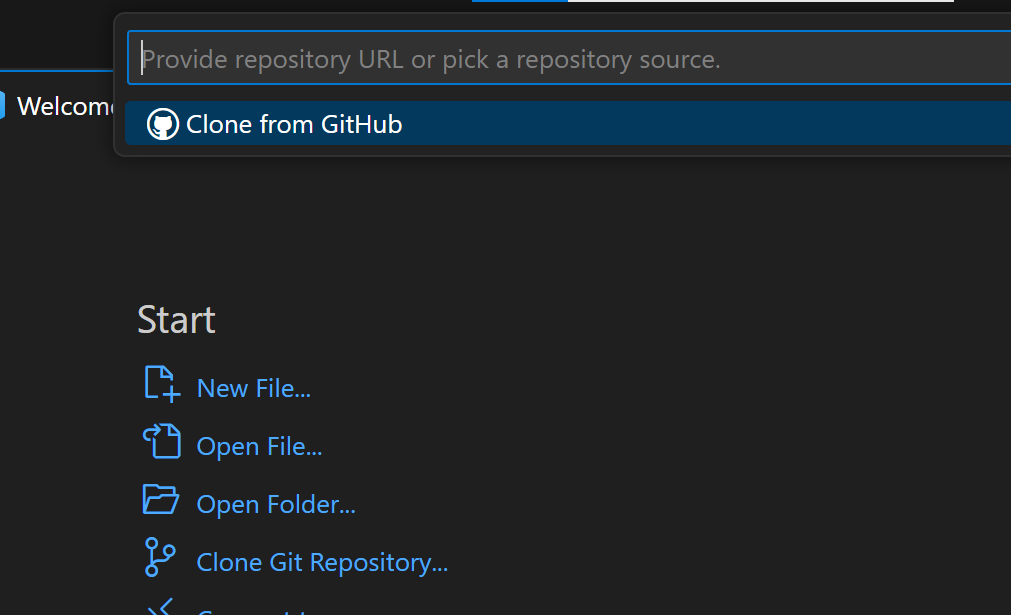 Provide repository URL or pick a repository source.
Welcome
Clone from GitHub
Start
New File...
Open File...
Open Folder...
Clone Git Repository...